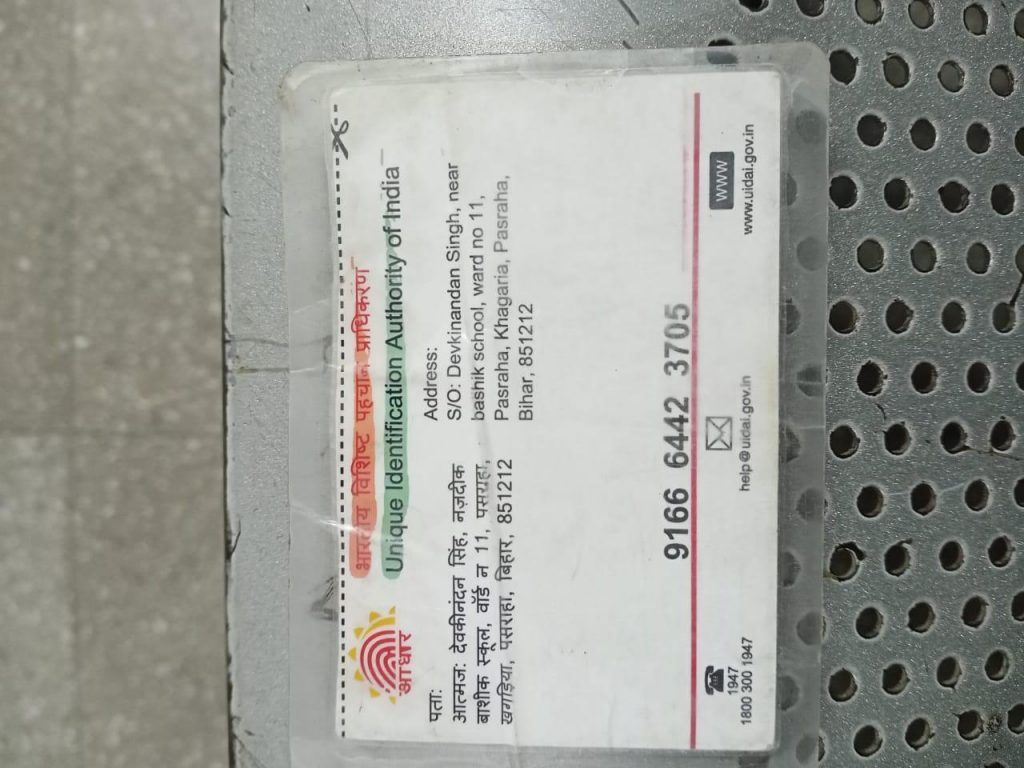 भारतीय विशिष्ट पहचान प्राधिकरण
Unique Identification Authority of India
आधार
पता:
आत्मज: देवकीनंदन सिंह, नज़दीक
बाशीक स्कूल, वॉर्ड न 11, पसराहा,
खगड़िया, पसराहा, बिहार, 851212
Address:
S/O: Devkinandan Singh, near
bashik school, ward no 11,
Pasraha, Khagaria, Pasraha,
Bihar, 851212
9166 6442 3705
1947
1800 300 1947
help@uidai.gov.in
WWW
www.uidai.gov.in